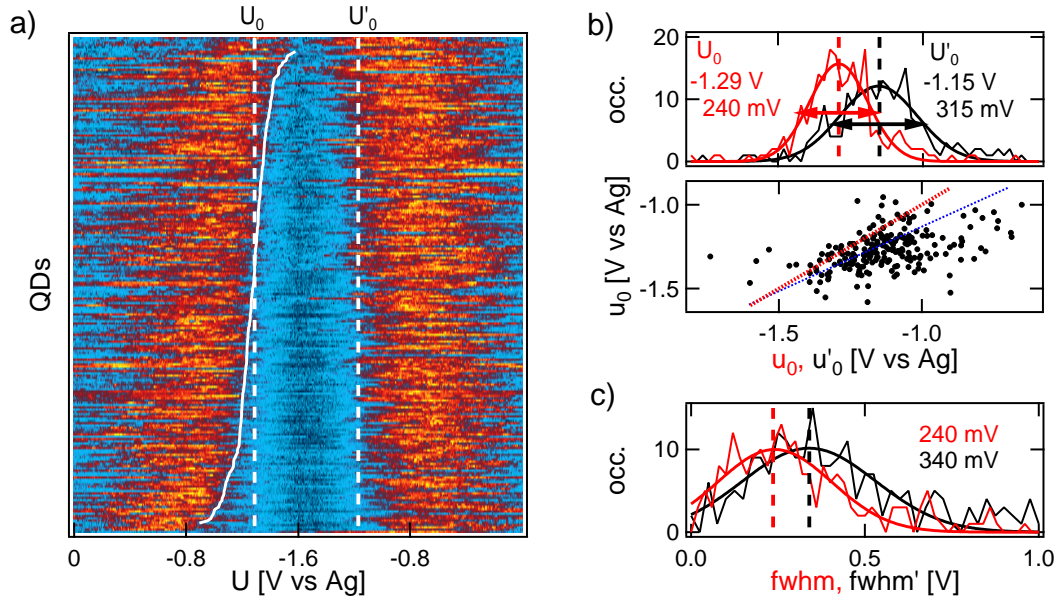 a)
U₀
U'₀
QDs
0
-0.8
-1.6
-0.8
U [V vs Ag]
b)
20
10
0
occ.
U₀
-1.29 V
240 mV
U'₀
-1.15 V
315 mV
-1.0
-1.5
u₀ [V vs Ag]
-1.5
-1.0
u₀, u'₀ [V vs Ag]
c)
10
0
occ.
240 mV
340 mV
0.0
0.5
1.0
fwhm, fwhm' [V]